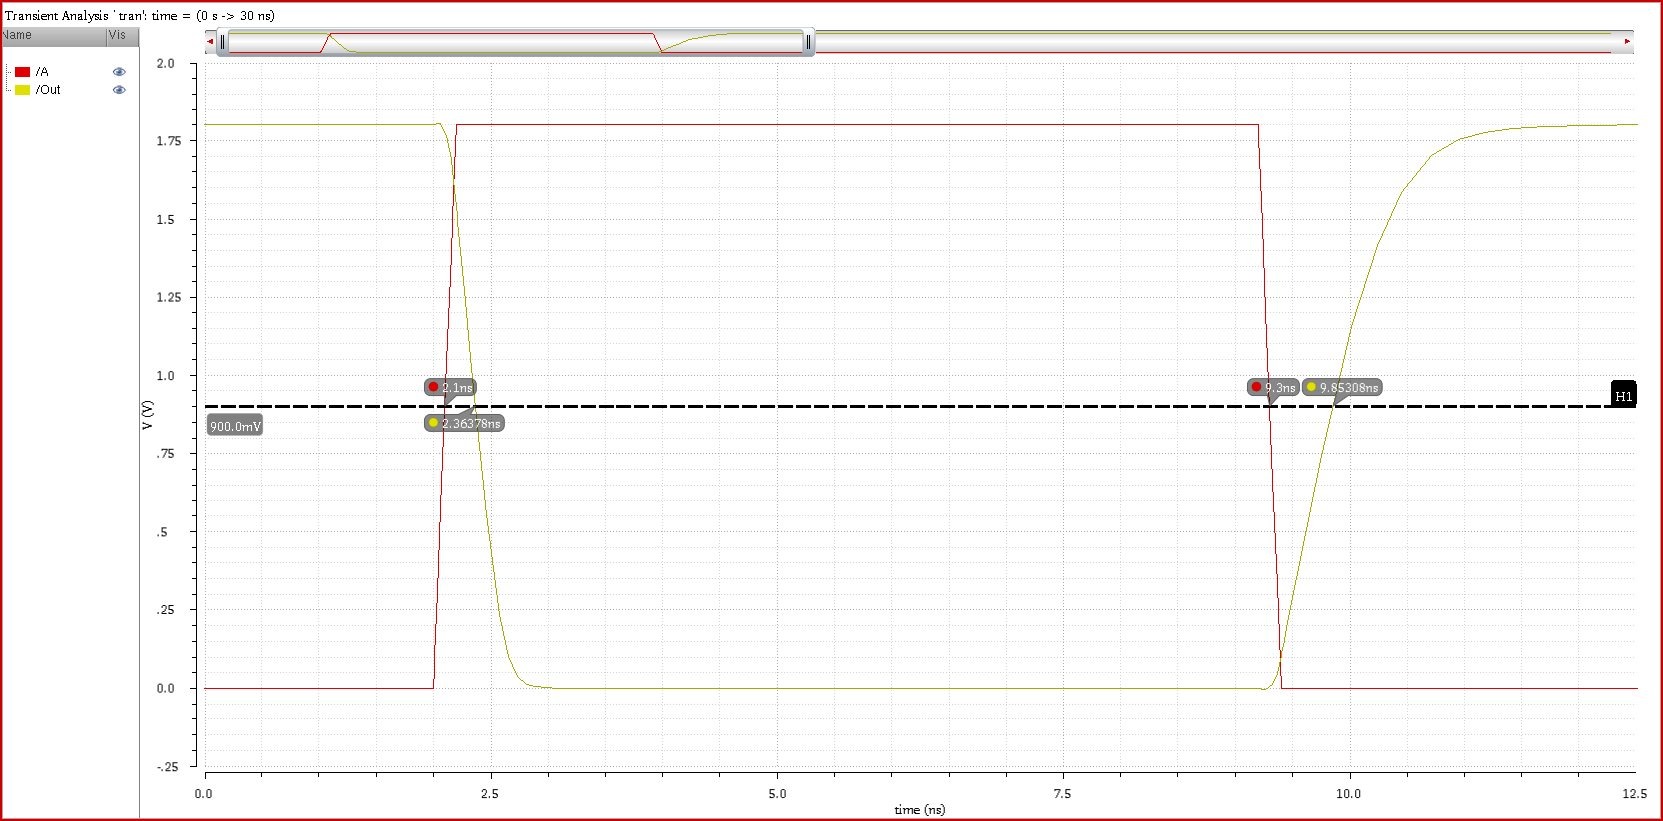 Transient Analysis `tran': time = (0 s -> 30 ns)
Name Vis
/A
/Out
2.0
1.75
1.5
1.25
1.0
.75
.5
.25
0.0
-.25
V (V)
2.1ns
9.3ns
9.85308ns
H1
900.0mV
2.36378ns
0.0
2.5
5.0
7.5
10.0
12.5
time (ns)